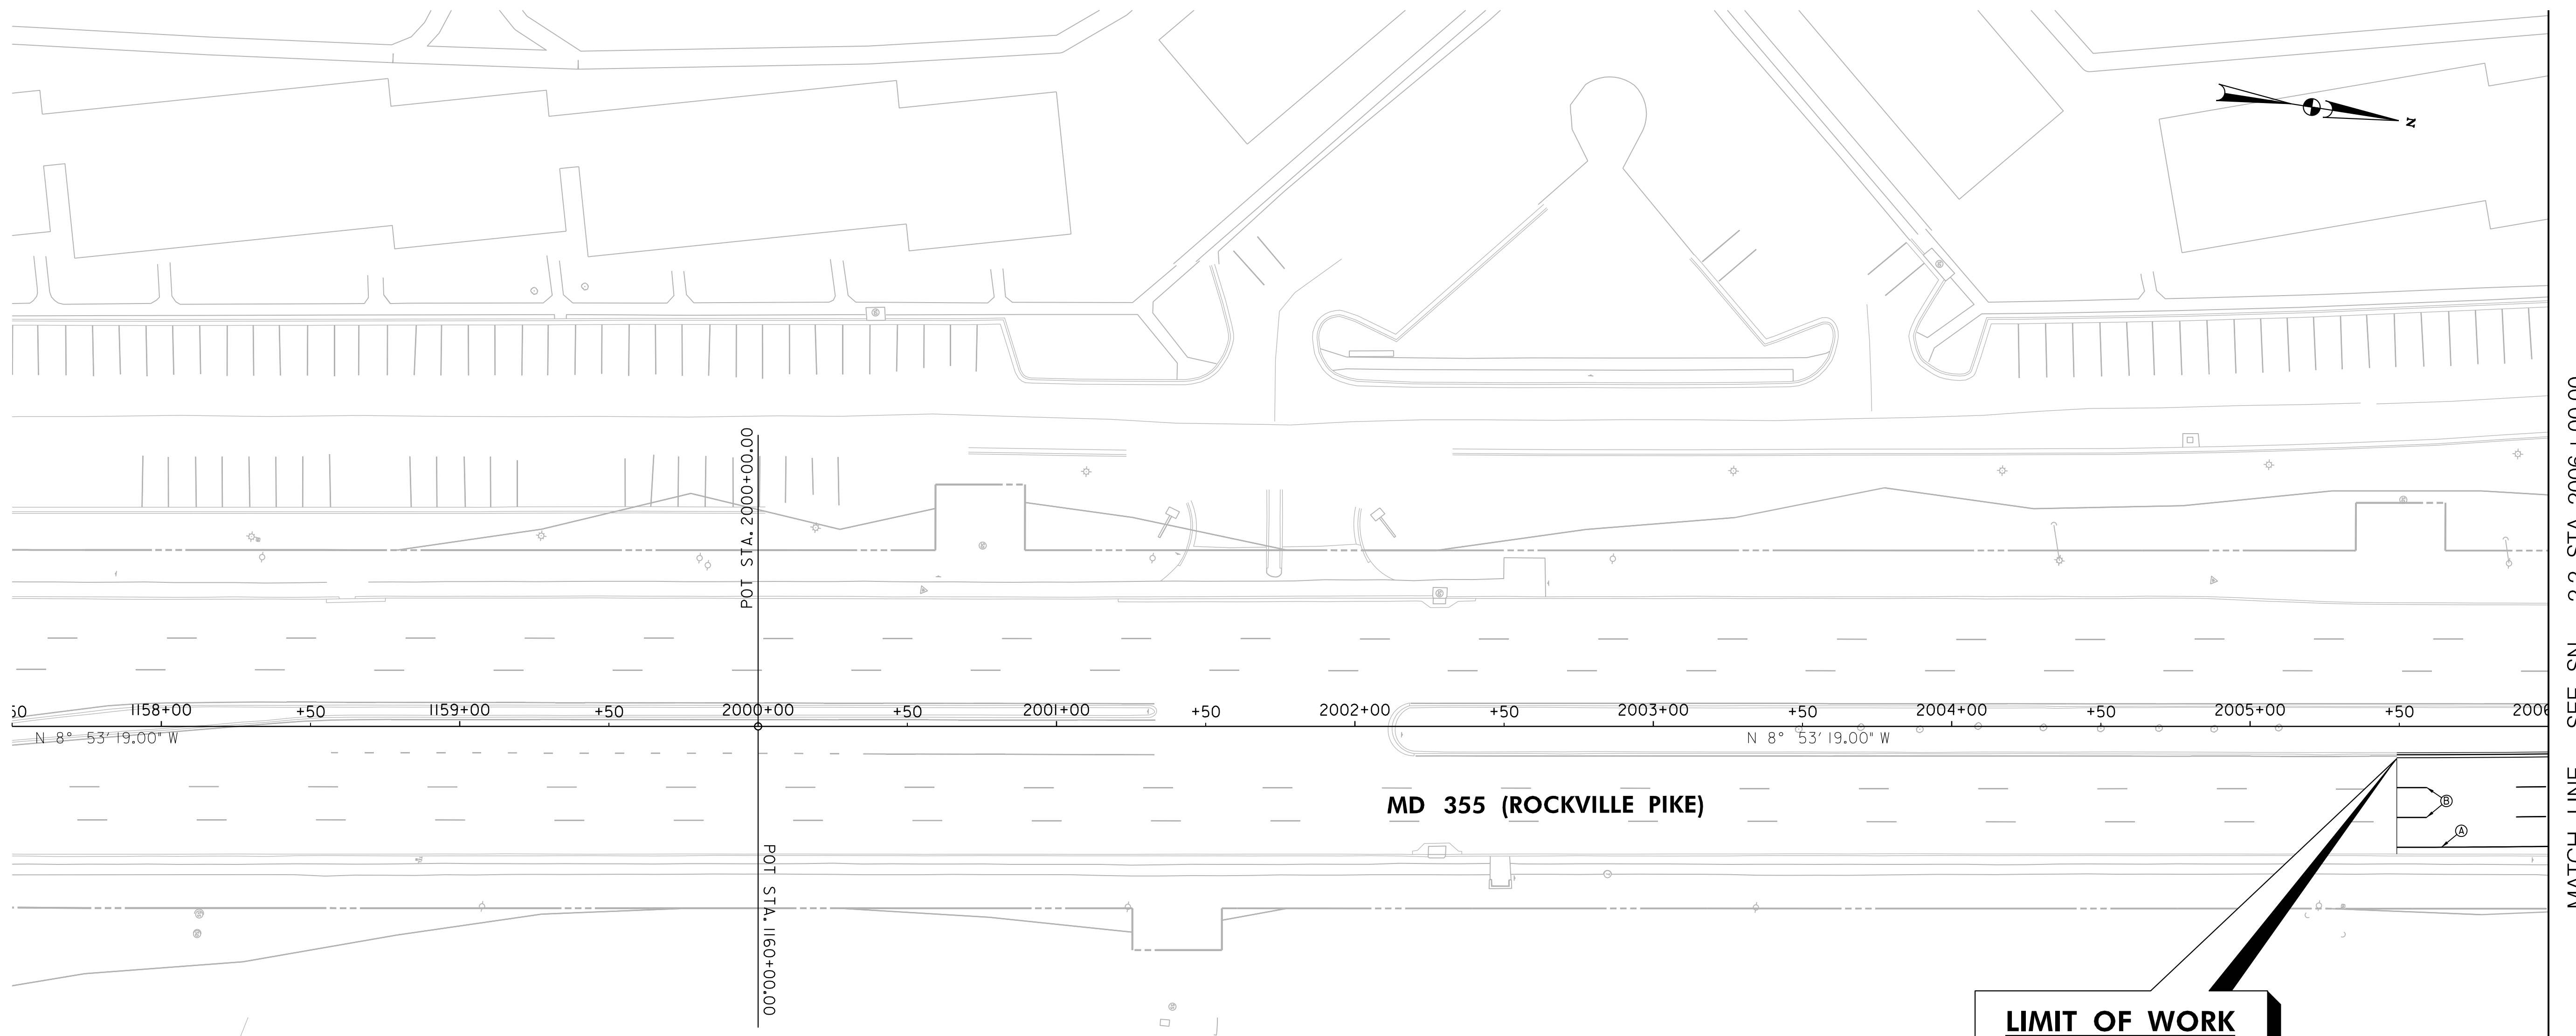 N
POT STA. 2000+00.00
50
1158+00
+50
1159+00
+50
2000+00
+50
2001+00
+50
2002+00
+50
2003+00
+50
2004+00
+50
2005+00
+50
N 8° 53' 19.00" W
N 8° 53' 19.00" W
MD 355 (ROCKVILLE PIKE)
B
A
POT STA. 1160+00.00
LIMIT OF WORK